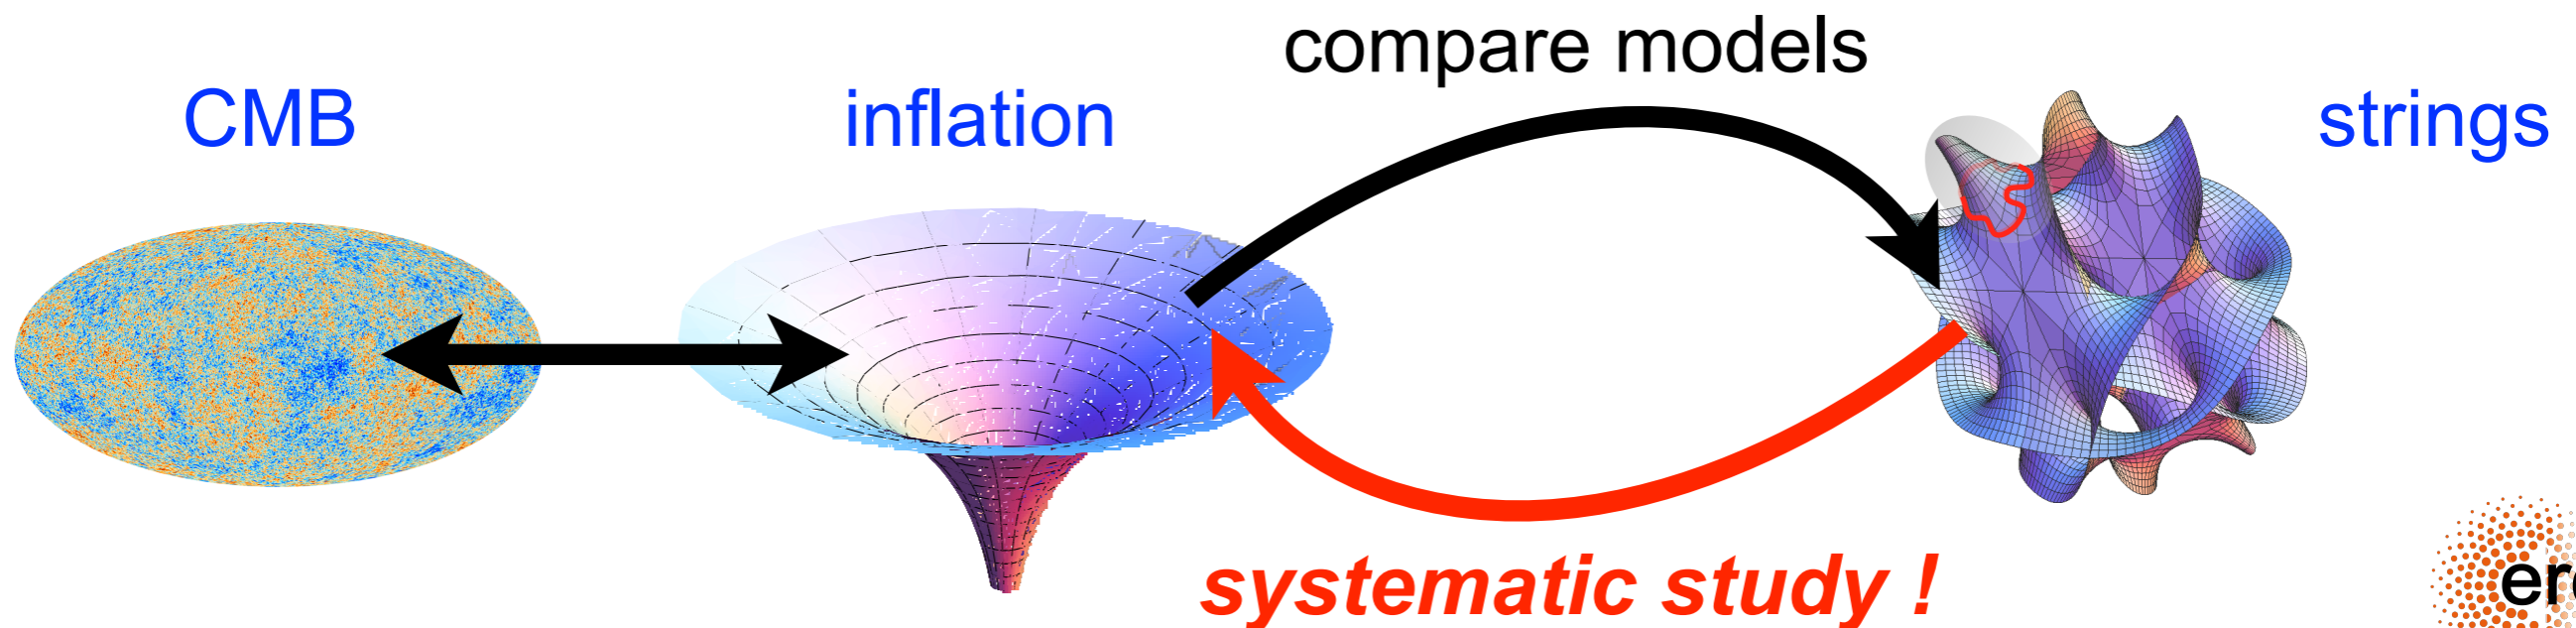 compare models
CMB
inflation
strings
systematic study !